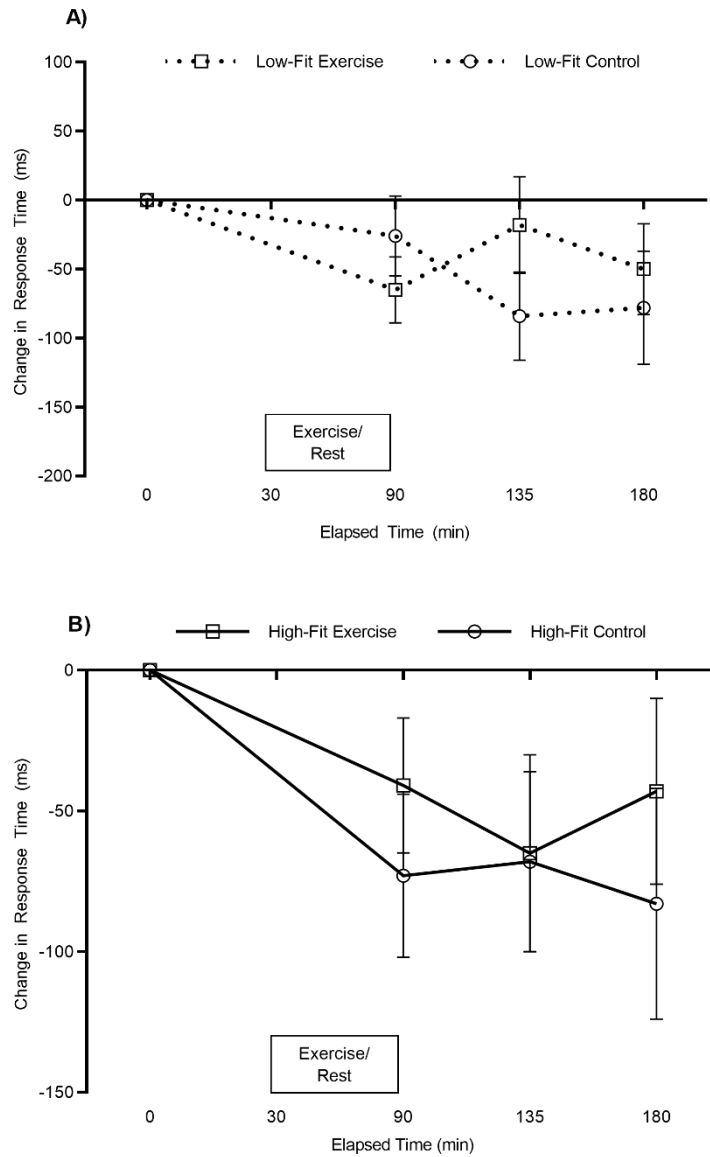 A)
Low-Fit Exercise Low-Fit Control
100
50
0
-50
-100
-150
-200
Change in Response Time (ms)
Exercise/
Rest
0 30 90 135 180
Elapsed Time (min)
B)
High-Fit Exercise High-Fit Control
0
-50
-100
-150
Change in Response Time (ms)
Exercise/
Rest
0 30 90 135 180
Elapsed Time (min)